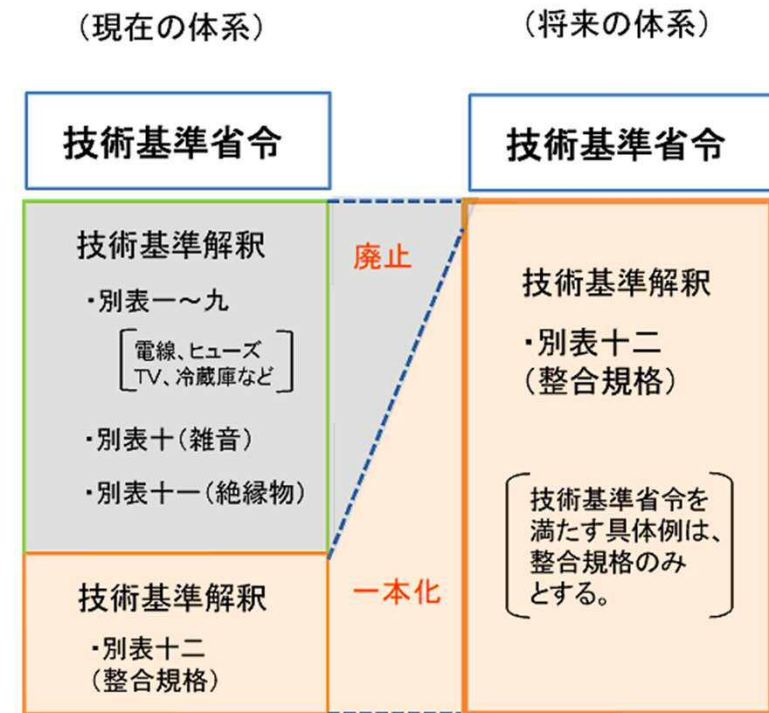 （現在の体系）
技術基準省令
技術基準解釈
・別表一～九
電線、ヒューズ
TV、冷蔵庫など
・別表十（雑音）
・別表十一（絶縁物）
技術基準解釈
・別表十二
（整合規格）
廃止
一本化
（将来の体系）
技術基準省令
技術基準解釈
・別表十二
（整合規格）
技術基準省令を
満たす具体例は、
整合規格のみ
とする。